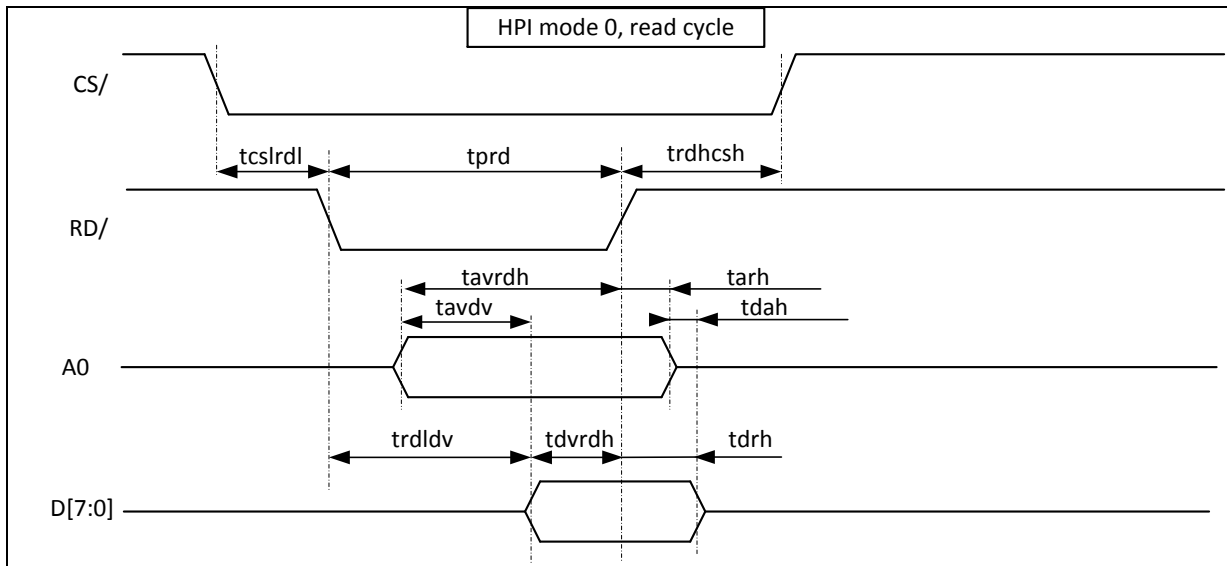 HPI mode 0, read cycle
CS/
tcslrdl tprd trdhcsh
RD/
tavrdh tarh
tavdv tdah
A0
trdldv tdvrdh tdrh
D[7:0]